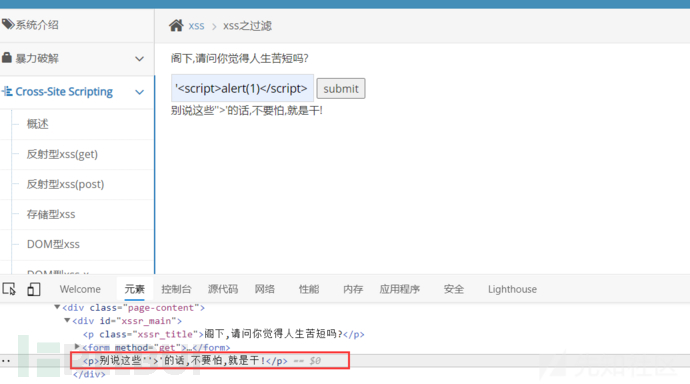 系统介绍
暴力破解
Cross-Site Scripting
概述
反射型xss(get)
反射型xss(post)
存储型xss
DOM型xss
xss > xss之过滤
阁下,请问你觉得人生苦短吗?
'<script>alert(1)</script> submit
别说这些''>'的话,不要怕,就是干!
Welcome 元素 控制台 源代码 网络 性能 内存 应用程序 安全 Lighthouse
<div class="page-content">
<div id="xssr_main">
<p class="xssr_title">阁下,请问你觉得人生苦短吗?</p>
<form method="get">…</form>
<p>别说这些''>'的话,不要怕,就是干!</p> == $0
</div>